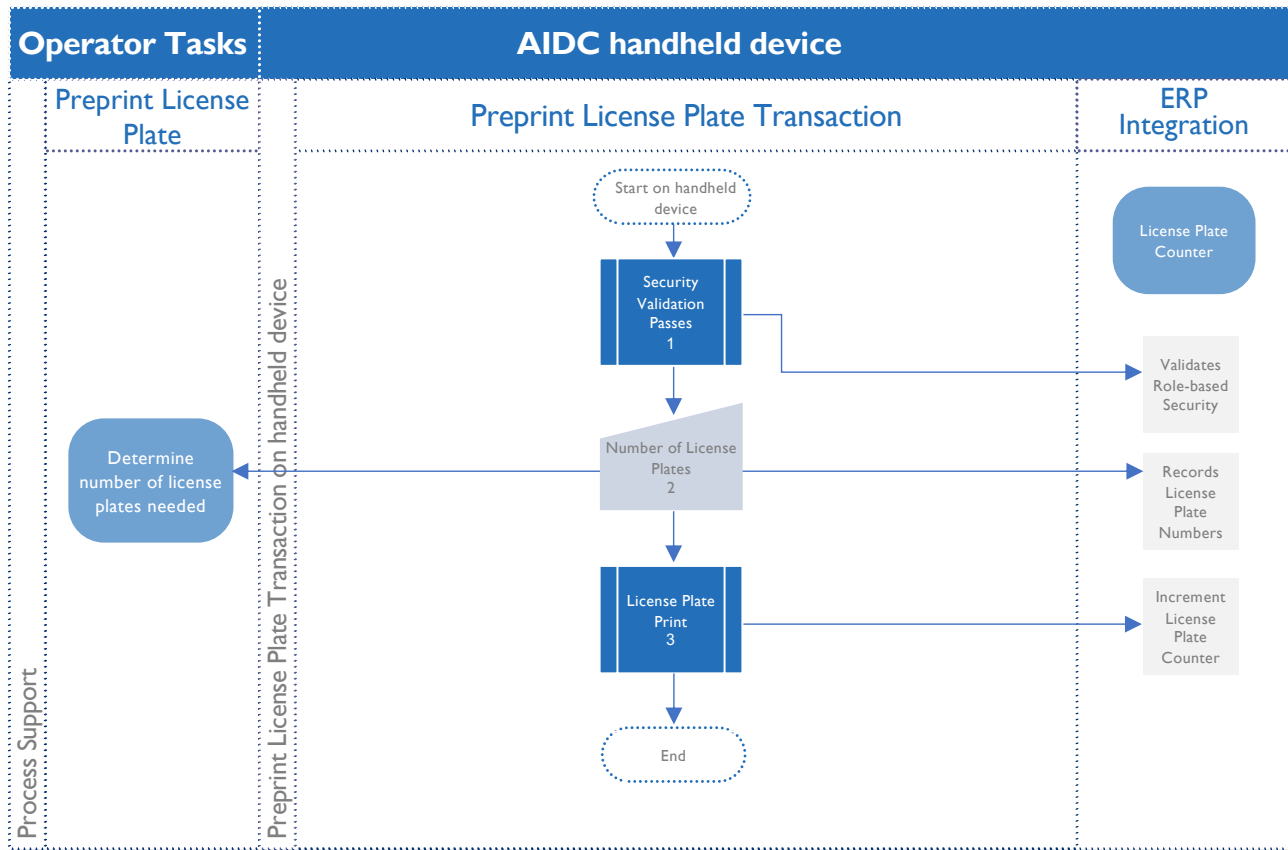 Operator Tasks
AIDC handheld device
Preprint License
Plate
Preprint License Plate Transaction
ERP
Integration
Process Support
Preprint License Plate Transaction on handheld device
Start on handheld
device
License Plate
Counter
Security
Validation
Passes
1
Validates
Role-based
Security
Determine
number of license
plates needed
Number of License
Plates
2
Records
License
Plate
Numbers
License Plate
Print
3
Increment
License
Plate
Counter
End